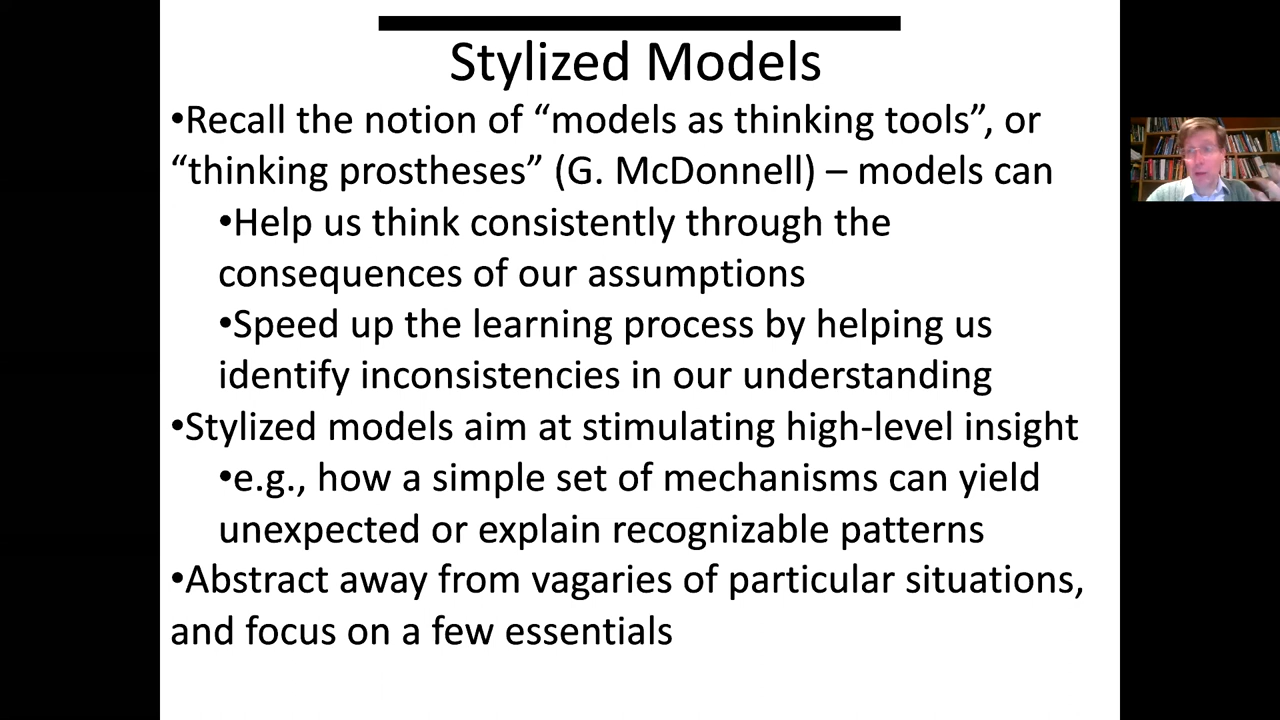 Stylized Models
•Recall the notion of “models as thinking tools”, or
“thinking prostheses” (G. McDonnell) – models can
•Help us think consistently through the
consequences of our assumptions
•Speed up the learning process by helping us
identify inconsistencies in our understanding
•Stylized models aim at stimulating high-level insight
•e.g., how a simple set of mechanisms can yield
unexpected or explain recognizable patterns
•Abstract away from vagaries of particular situations,
and focus on a few essentials